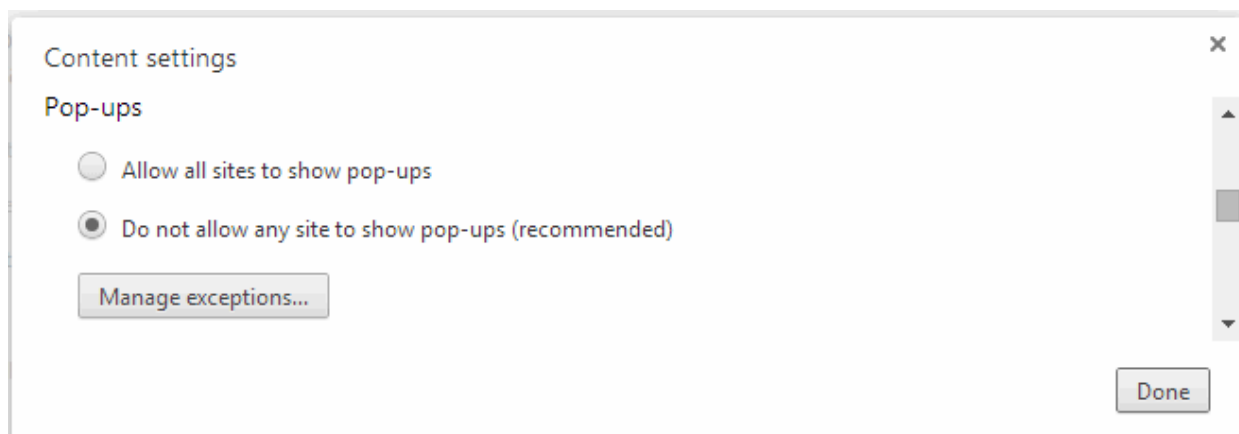 Content settings
Pop-ups
Allow all sites to show pop-ups
Do not allow any site to show pop-ups (recommended)
Manage exceptions...
Done